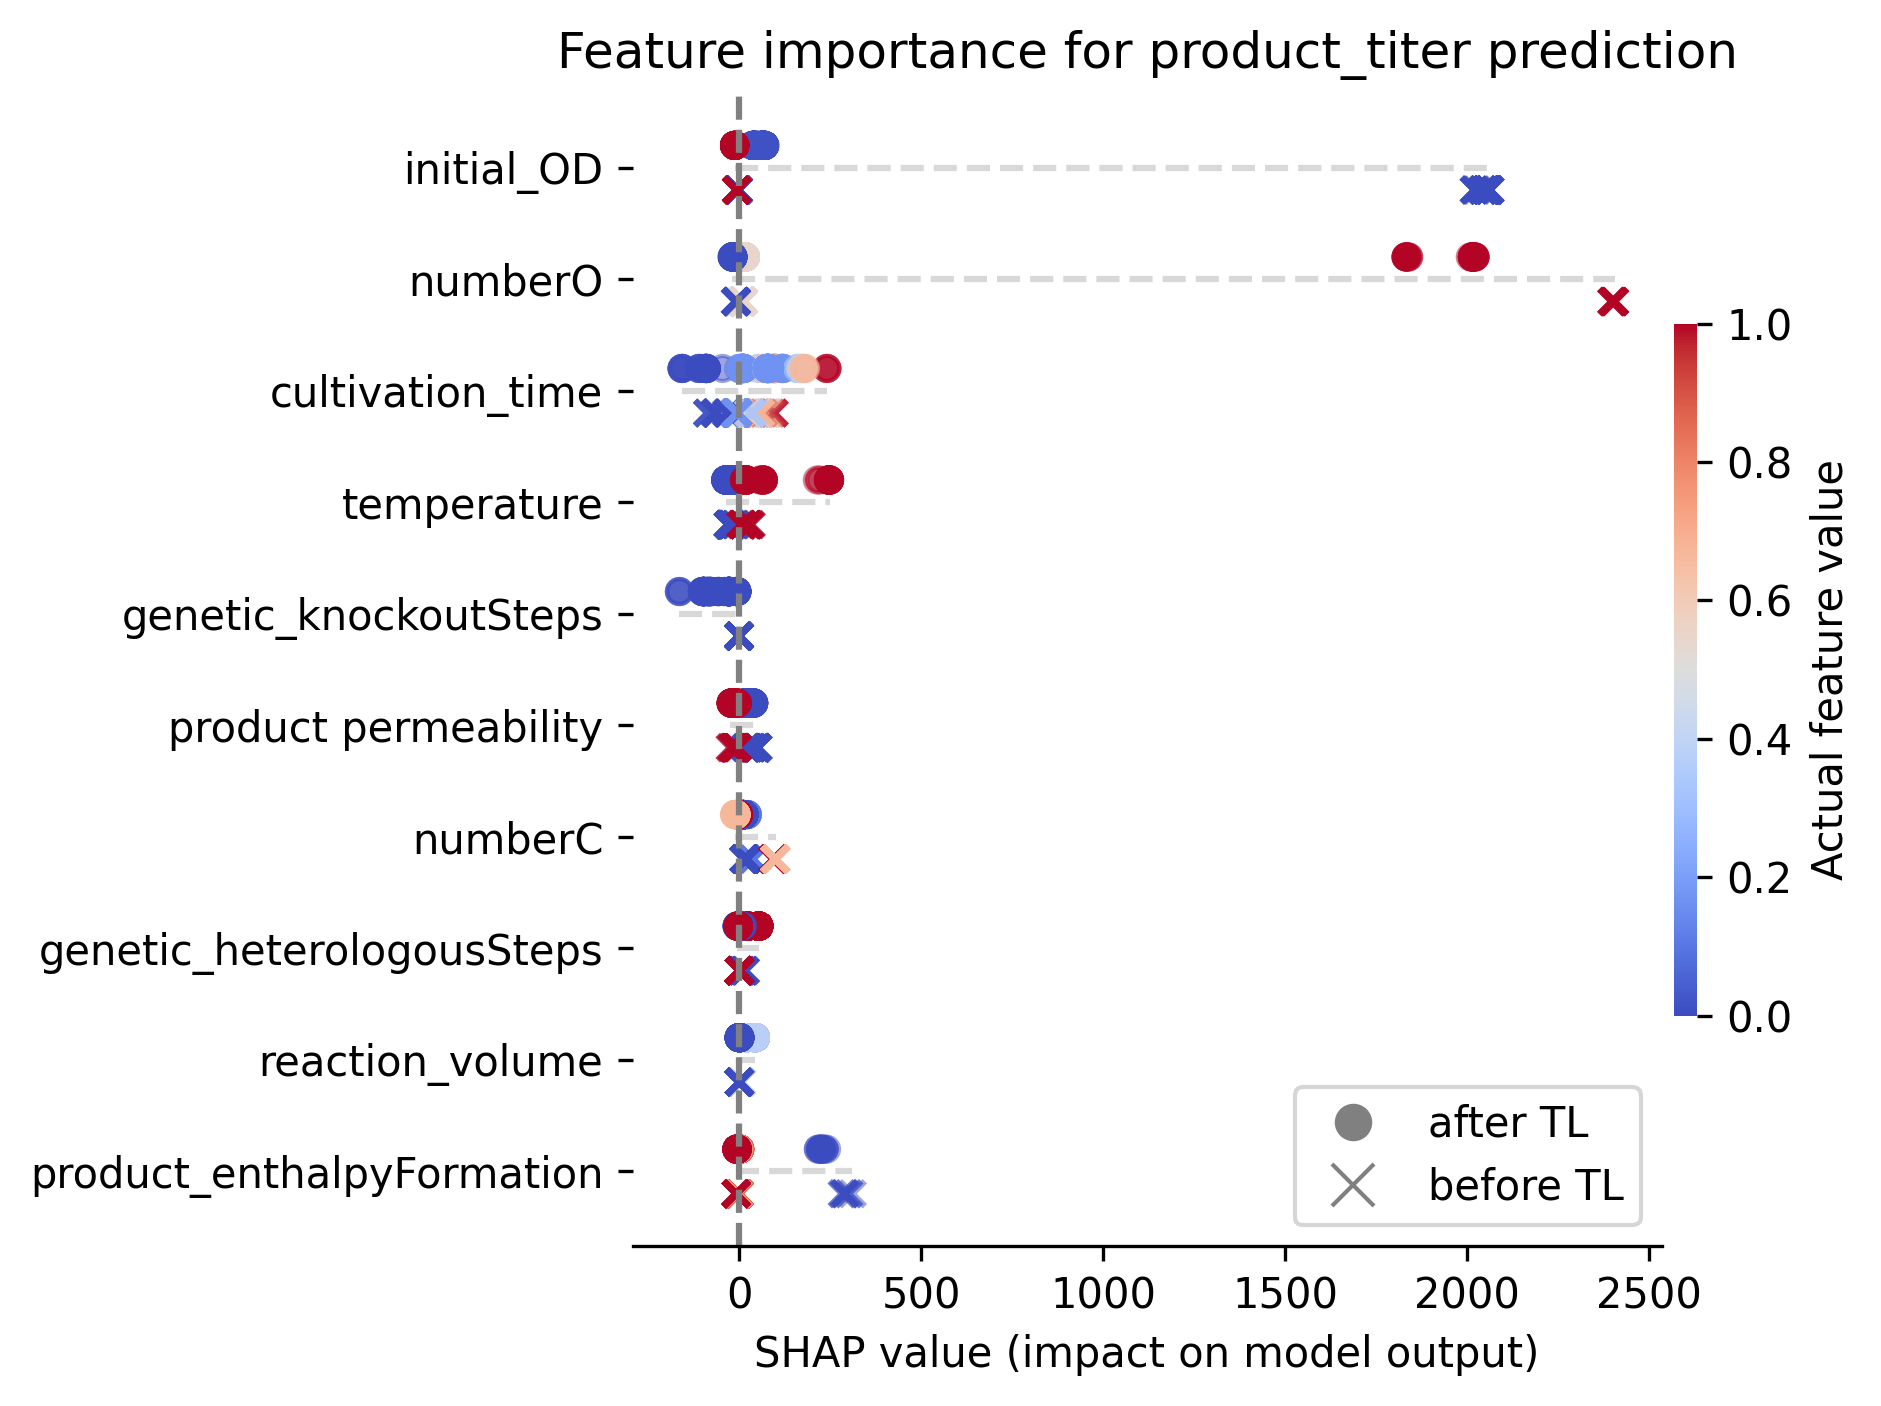 Feature importance for product_titer prediction
initial_OD
numberO
cultivation_time
temperature
genetic_knockoutSteps
product permeability
numberC
genetic_heterologousSteps
reaction_volume
product_enthalpyFormation
0 500 1000 1500 2000 2500
SHAP value (impact on model output)
after TL
before TL
1.0
0.8
0.6
0.4
0.2
0.0
Actual feature value